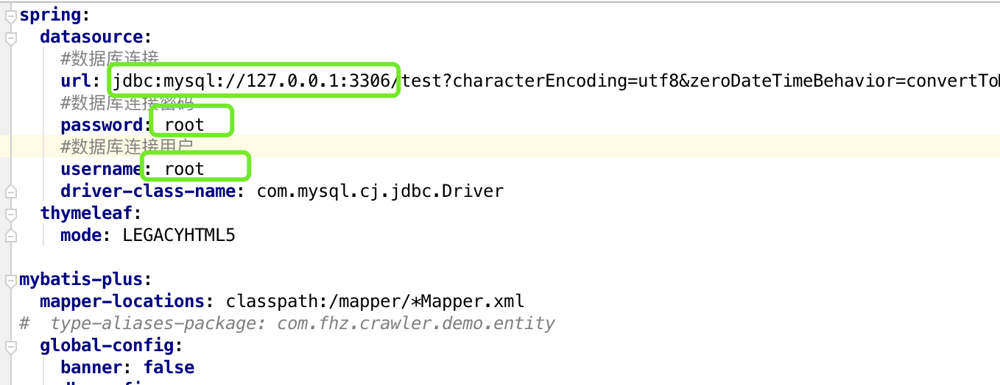 spring:
datasource:
#数据库连接
url: jdbc:mysql://127.0.0.1:3306/test?characterEncoding=utf8&zeroDateTimeBehavior=convertTo
#数据库连接密码
password: root
#数据库连接用户
username: root
driver-class-name: com.mysql.cj.jdbc.Driver
thymeleaf:
mode: LEGACYHTML5
mybatis-plus:
mapper-locations: classpath:/mapper/*Mapper.xml
# type-aliases-package: com.fhz.crawler.demo.entity
global-config:
banner: false